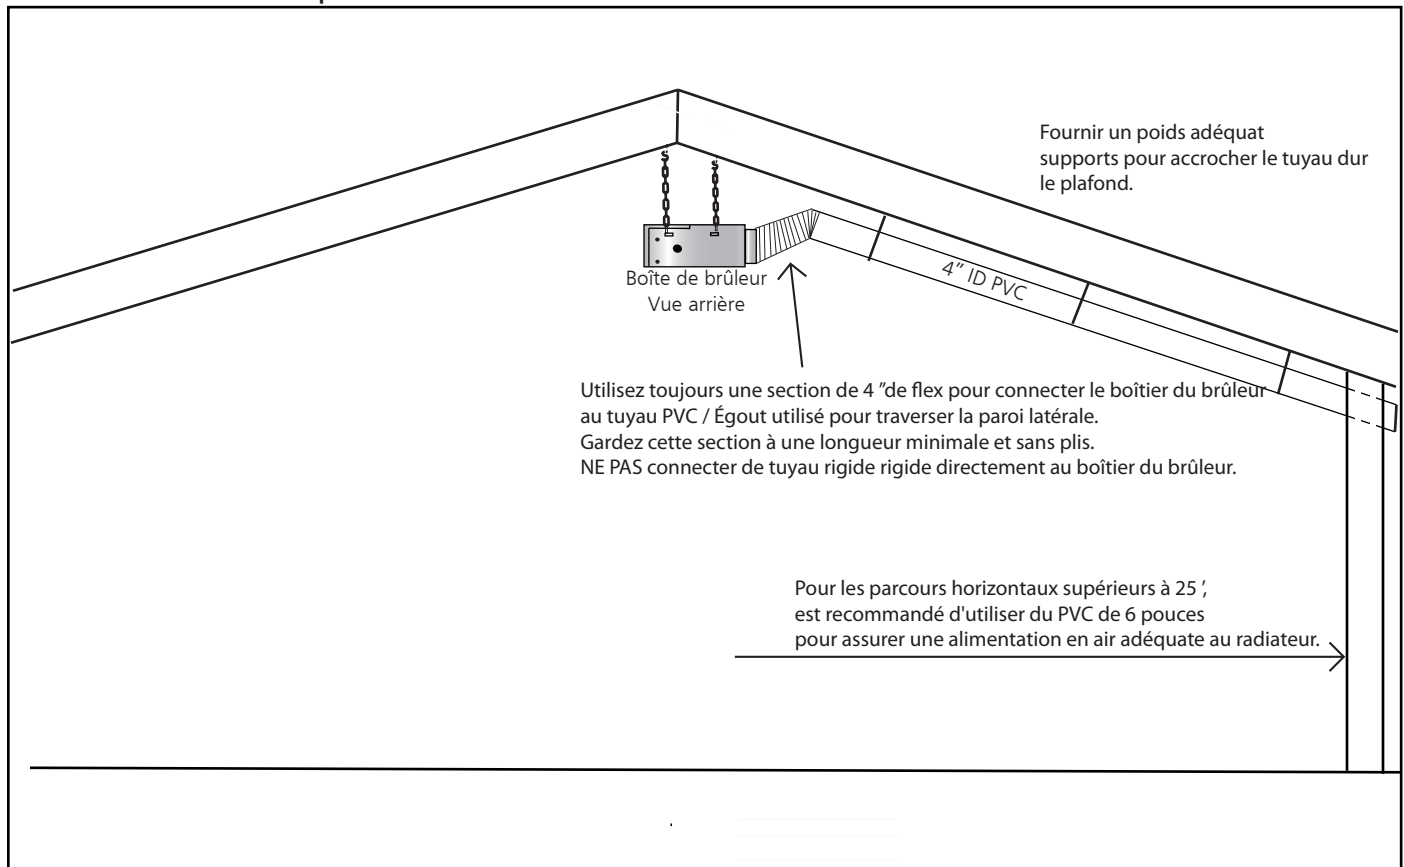 Fournir un poids adéquat
supports pour accrocher le tuyau dur
le plafond.
4" ID PVC
Boîte de brûleur
Vue arrière
Utilisez toujours une section de 4 "de flex pour connecter le boîtier du brûleur
au tuyau PVC / Égout utilisé pour traverser la paroi latérale.
Gardez cette section à une longueur minimale et sans plis.
NE PAS connecter de tuyau rigide rigide directement au boîtier du brûleur.
Pour les parcours horizontaux supérieurs à 25 ',
est recommandé d'utiliser du PVC de 6 pouces
pour assurer une alimentation en air adéquate au radiateur.